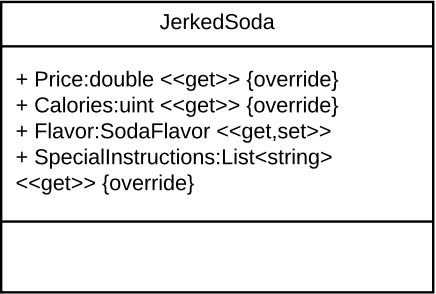 JerkedSoda
+ Price:double <<get>> {override}
+ Calories:uint <<get>> {override}
+ Flavor:SodaFlavor <<get,set>>
+ SpecialInstructions:List<string>
<<get>> {override}